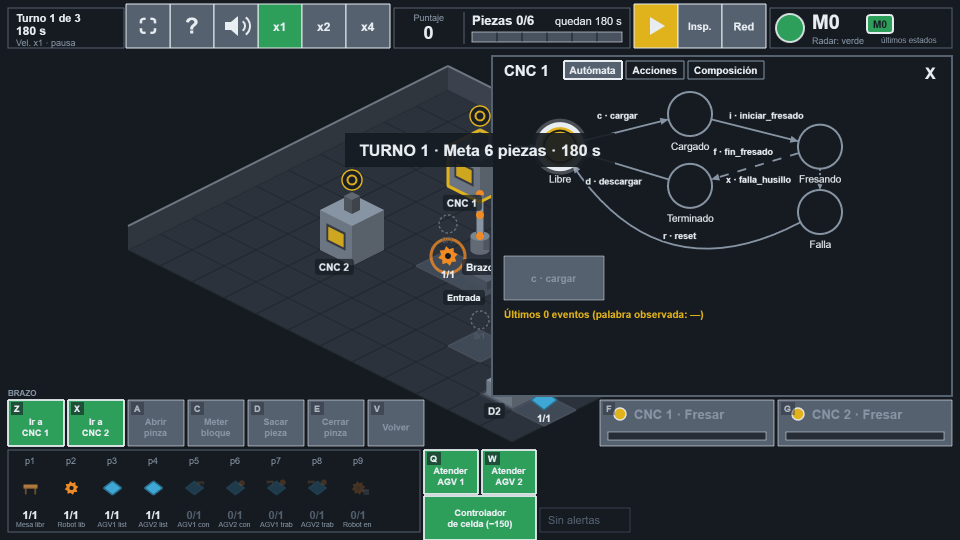 Turno 1 de 3
180 s
Vel. x1 · pausa
?
x1
x2
x4
Puntaje
0
Piezas 0/6
quedan 180 s
Insp.
Red
M0
Radar: verde
M0
últimos estados
CNC 1
Autómata
Acciones
Composición
X
c · cargar
i · iniciar_fresado
Cargado
f · fin_fresado
TURNO 1 · Meta 6 piezas · 180 s
Libre
d · descargar
x · falla_husillo
Fresando
Terminado
r · reset
Falla
c · cargar
Últimos 0 eventos (palabra observada: —)
CNC 1
CNC 2
1/1
Brazo
Entrada
D2
1/1
BRAZO
Z
Ir a
CNC 1
X
Ir a
CNC 2
A
Abrir
pinza
C
Meter
bloque
D
Sacar
pieza
E
Cerrar
pinza
V
Volver
F
CNC 1 · Fresar
G
CNC 2 · Fresar
p1
p2
p3
p4
p5
p6
p7
p8
p9
1/1
1/1
1/1
1/1
0/1
0/1
0/1
0/1
0/1
Mesa libr
Robot lib
AGV1 list
AGV2 list
AGV1 con
AGV2 con
AGV1 trab
AGV2 trab
Robot en
Q
Atender
AGV 1
W
Atender
AGV 2
Controlador
de celda (−150)
Sin alertas